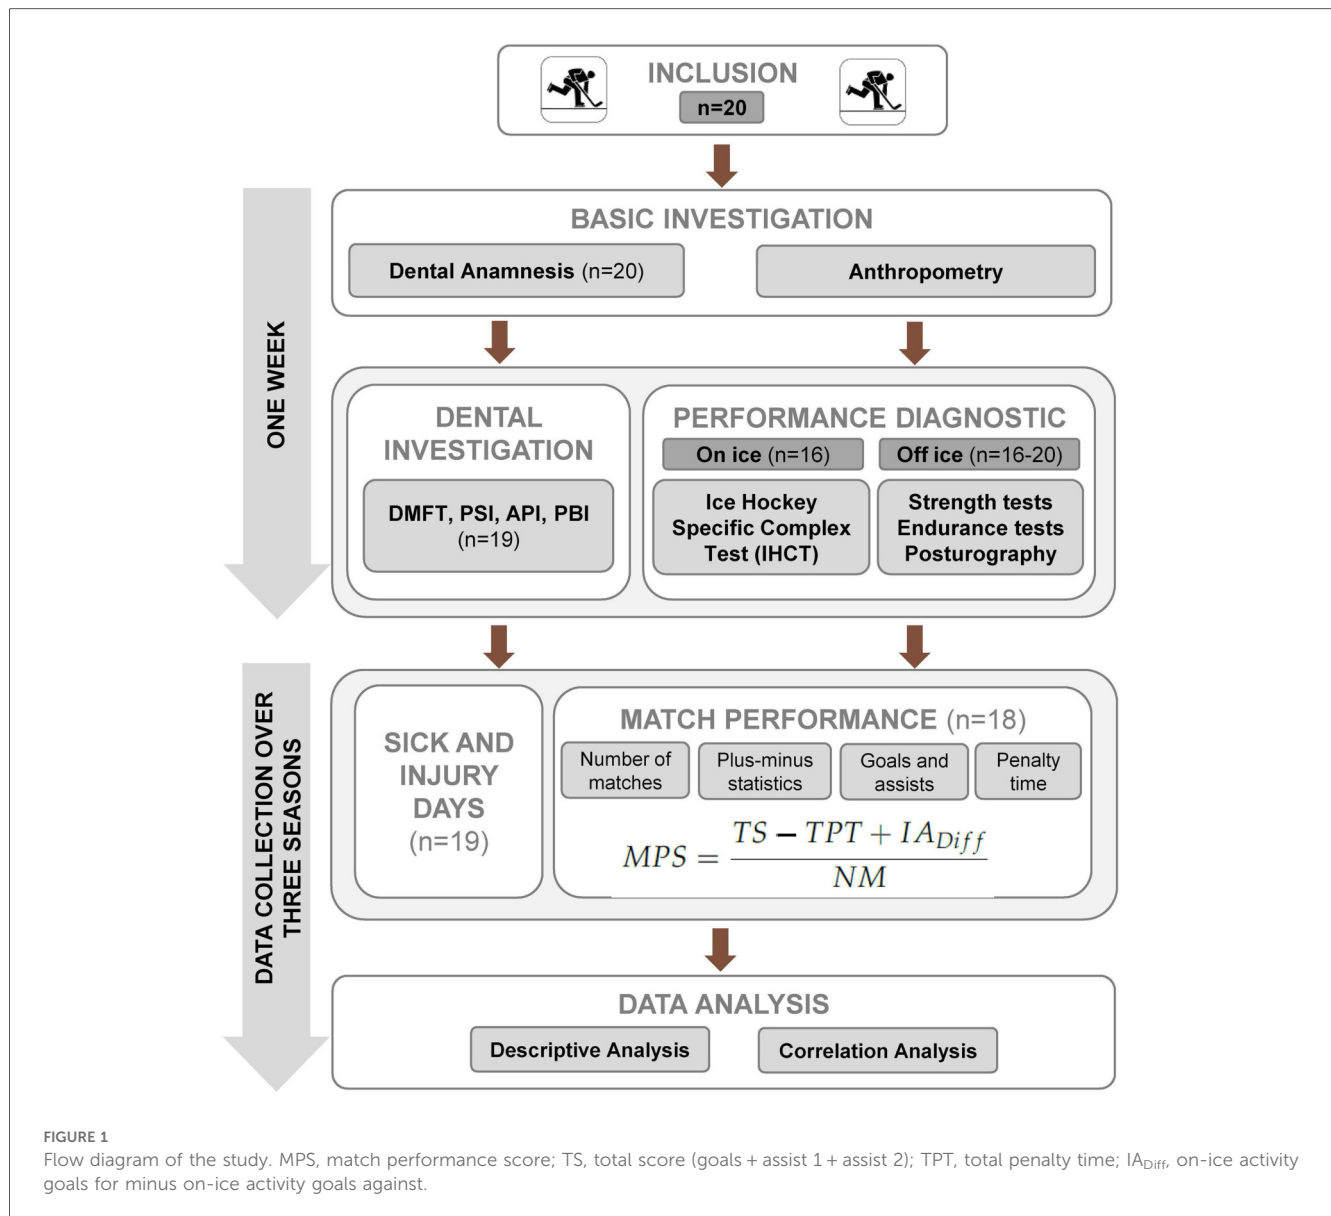 INCLUSION
n=20
BASIC INVESTIGATION
Dental Anamnesis (n=20)
Anthropometry
ONE WEEK
DENTAL
INVESTIGATION
DMFT, PSI, API, PBI
(n=19)
PERFORMANCE DIAGNOSTIC
On ice (n=16)
Off ice (n=16-20)
Ice Hockey
Specific Complex
Test (IHCT)
Strength tests
Endurance tests
Posturography
DATA COLLECTION OVER
THREE SEASONS
SICK AND
INJURY
DAYS
(n=19)
MATCH PERFORMANCE (n=18)
Number of
matches
Plus-minus
statistics
Goals and
assists
Penalty
time
MPS = \frac{TS - TPT + IA_{Diff}}{NM}
DATA ANALYSIS
Descriptive Analysis
Correlation Analysis
FIGURE 1
Flow diagram of the study. MPS, match performance score; TS, total score (goals + assist 1 + assist 2); TPT, total penalty time; IA_{Diff}, on-ice activity
goals for minus on-ice activity goals against.